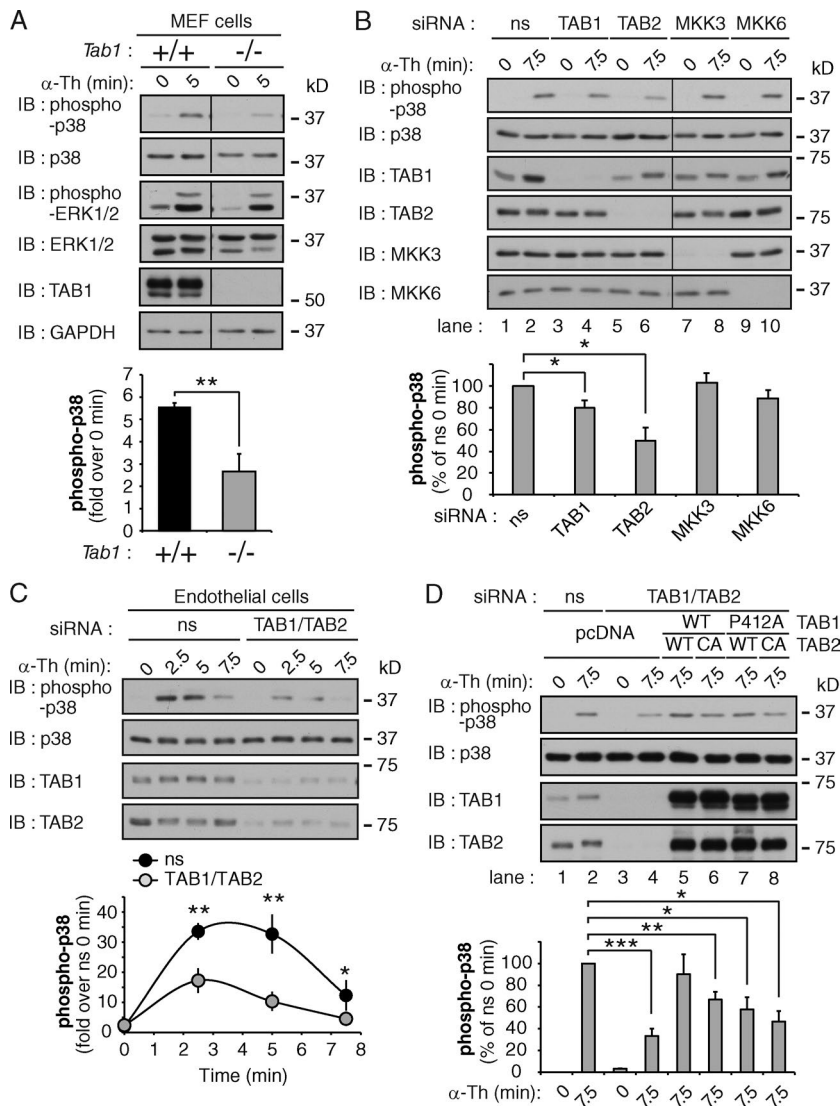 A
MEF cells
Tab1 : +/+ -/-
α-Th (min): 0 5 0 5 kD
IB : phospho -p38 - 37
IB : p38 - 37
IB : phospho -ERK1/2 - 37
IB : ERK1/2 - 37
IB : TAB1 - 50
IB : GAPDH - 37
phospho-p38
(fold over 0 min)
6
5
4
3
2
1
0
**
Tab1 : +/+ -/-
B
siRNA : ns TAB1 TAB2 MKK3 MKK6
α-Th (min): 0 7.5 0 7.5 0 7.5 0 7.5 0 7.5 kD
IB : phospho -p38 - 37
IB : p38 - 37
- 75
IB : TAB1
IB : TAB2 - 75
IB : MKK3 - 37
IB : MKK6 - 37
lane : 1 2 3 4 5 6 7 8 9 10
phospho-p38
(% of ns 0 min)
100
80
60
40
20
0
*
*
siRNA : ns TAB1 TAB2 MKK3 MKK6
C
Endothelial cells
siRNA : ns TAB1/TAB2
α-Th (min): 0 2.5 5 7.5 0 2.5 5 7.5 kD
IB : phospho -p38 - 37
IB : p38 - 37
- 75
IB : TAB1
IB : TAB2 - 75
ns
TAB1/TAB2
phospho-p38
(fold over ns 0 min)
40
30
20
10
0
** ** *
0 1 2 3 4 5 6 7 8
Time (min)
D
siRNA : ns TAB1/TAB2
pcDNA WT P412A TAB1
WT CA WT CA TAB2
α-Th (min): 0 7.5 0 7.5 7.5 7.5 7.5 7.5 kD
IB : phospho -p38 - 37
IB : p38 - 37
- 75
IB : TAB1
IB : TAB2 - 75
lane : 1 2 3 4 5 6 7 8
phospho-p38
(% of ns 0 min)
100
80
60
40
20
0
*
*
**
***
α-Th (min): 0 7.5 0 7.5 7.5 7.5 7.5 7.5